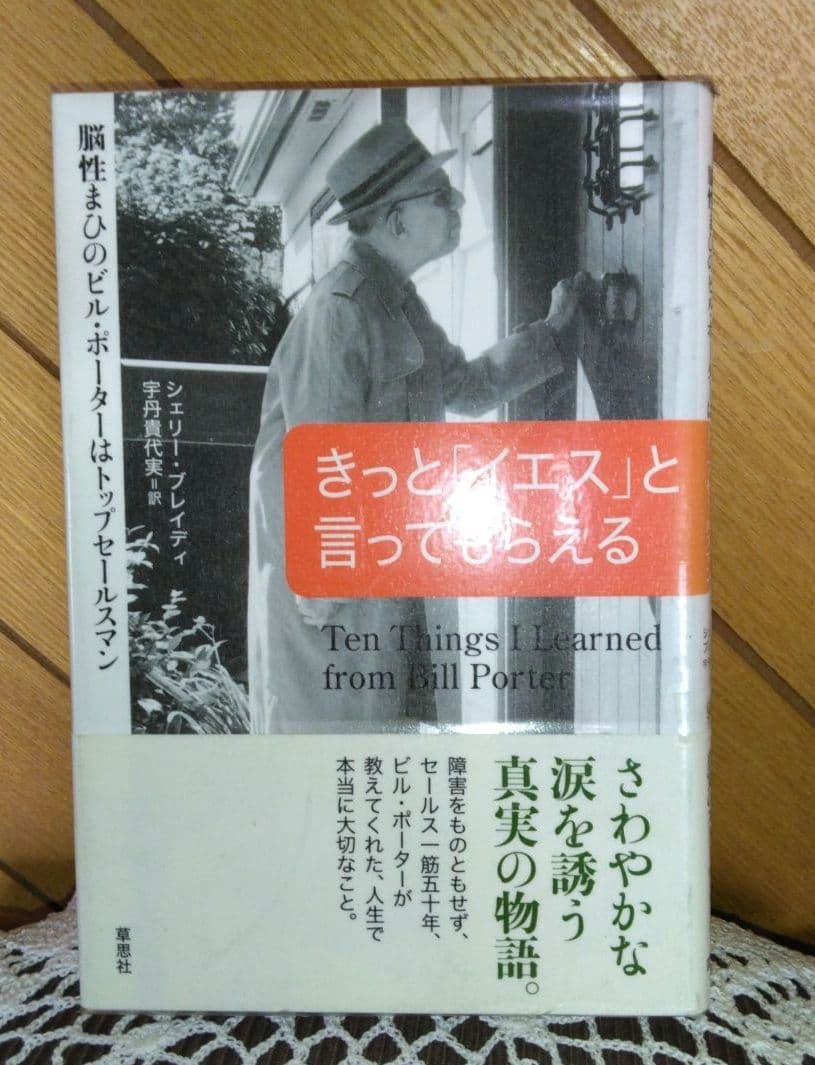 脳性まひのビル・ポーターはトップセールスマン
シェリー・ブレイディ
宇丹貴代実=訳
きっと「イエス」と
言ってもらえる
Ten Things I Learned
from Bill Porter
さわやかな
涙を誘う
真実の物語。
障害をものともせず、
セールス一筋五十年、
ビル・ポーターが
教えてくれた、人生で
本当に大切なこと。
草思社